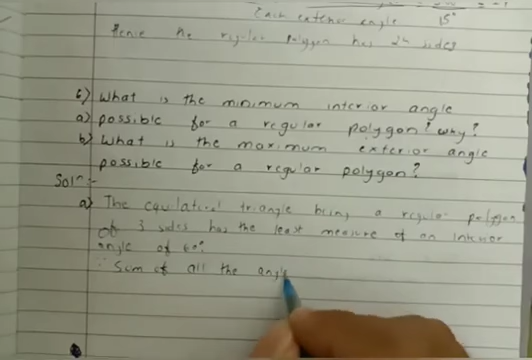 Each exterior angle 15°
Hence the regular polygon has 24 sides
6) What is the minimum interior angle
a) possible for a regular polygon? why?
b) What is the maximum exterior angle
possible for a regular polygon?
Soln:-
a) The equilateral triangle being a regular polygon
of 3 sides has the least measure of an interior
angle of 60°.
∴ Sum of all the angle